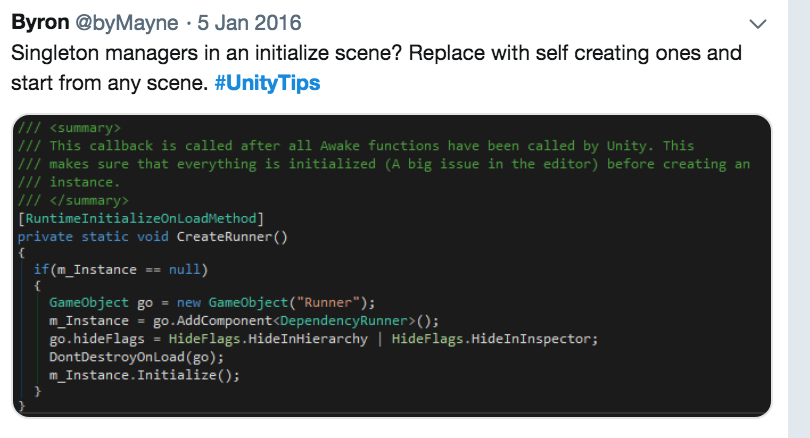 Byron @byMayne · 5 Jan 2016
Singleton managers in an initialize scene? Replace with self creating ones and
start from any scene. #UnityTips
/// <summary>
/// This callback is called after all Awake functions have been called by Unity. This
/// makes sure that everything is initialized (A big issue in the editor) before creating an
/// instance.
/// </summary>
[RuntimeInitializeOnLoadMethod]
private static void CreateRunner()
{
  if(m_Instance == null)
  {
    GameObject go = new GameObject("Runner");
    m_Instance = go.AddComponent<DependencyRunner>();
    go.hideFlags = HideFlags.HideInHierarchy | HideFlags.HideInInspector;
    DontDestroyOnLoad(go);
    m_Instance.Initialize();
  }
}